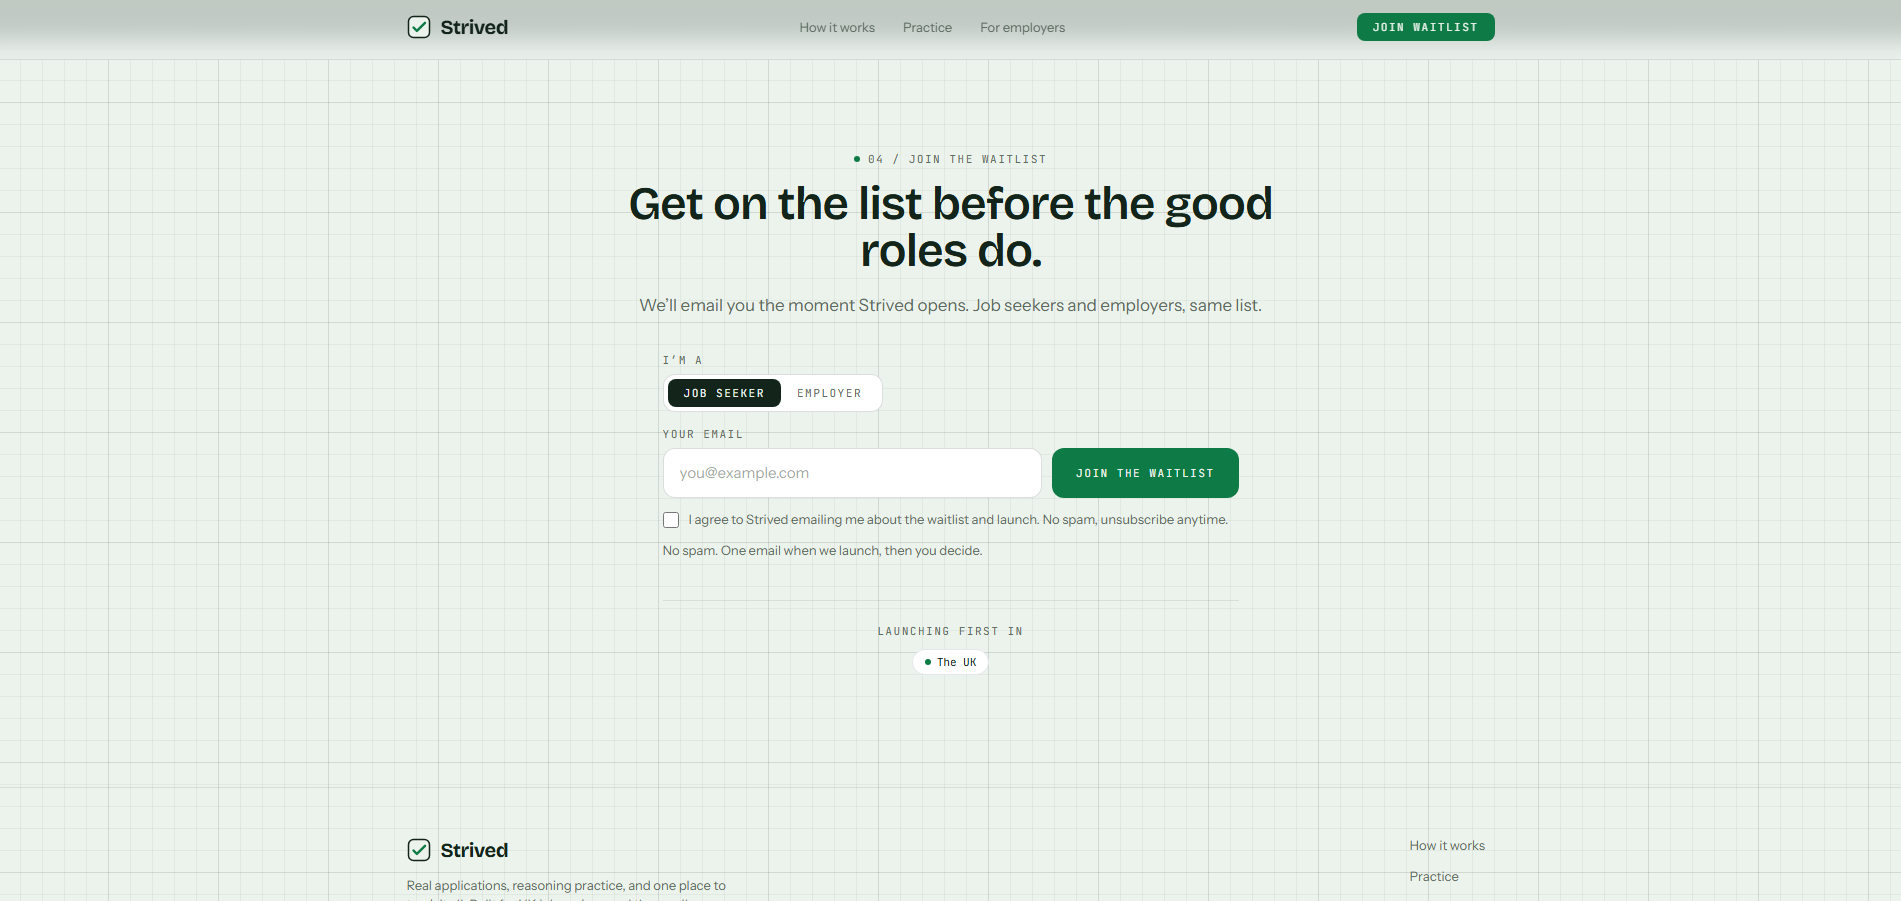 Strived
How it works
Practice
For employers
JOIN WAITLIST
04 / JOIN THE WAITLIST
Get on the list before the good
roles do.
We’ll email you the moment Strived opens. Job seekers and employers, same list.
I’M A
JOB SEEKER
EMPLOYER
YOUR EMAIL
you@example.com
JOIN THE WAITLIST
I agree to Strived emailing me about the waitlist and launch. No spam, unsubscribe anytime.
No spam. One email when we launch, then you decide.
LAUNCHING FIRST IN
The UK
Strived
How it works
Practice
Real applications, reasoning practice, and one place to